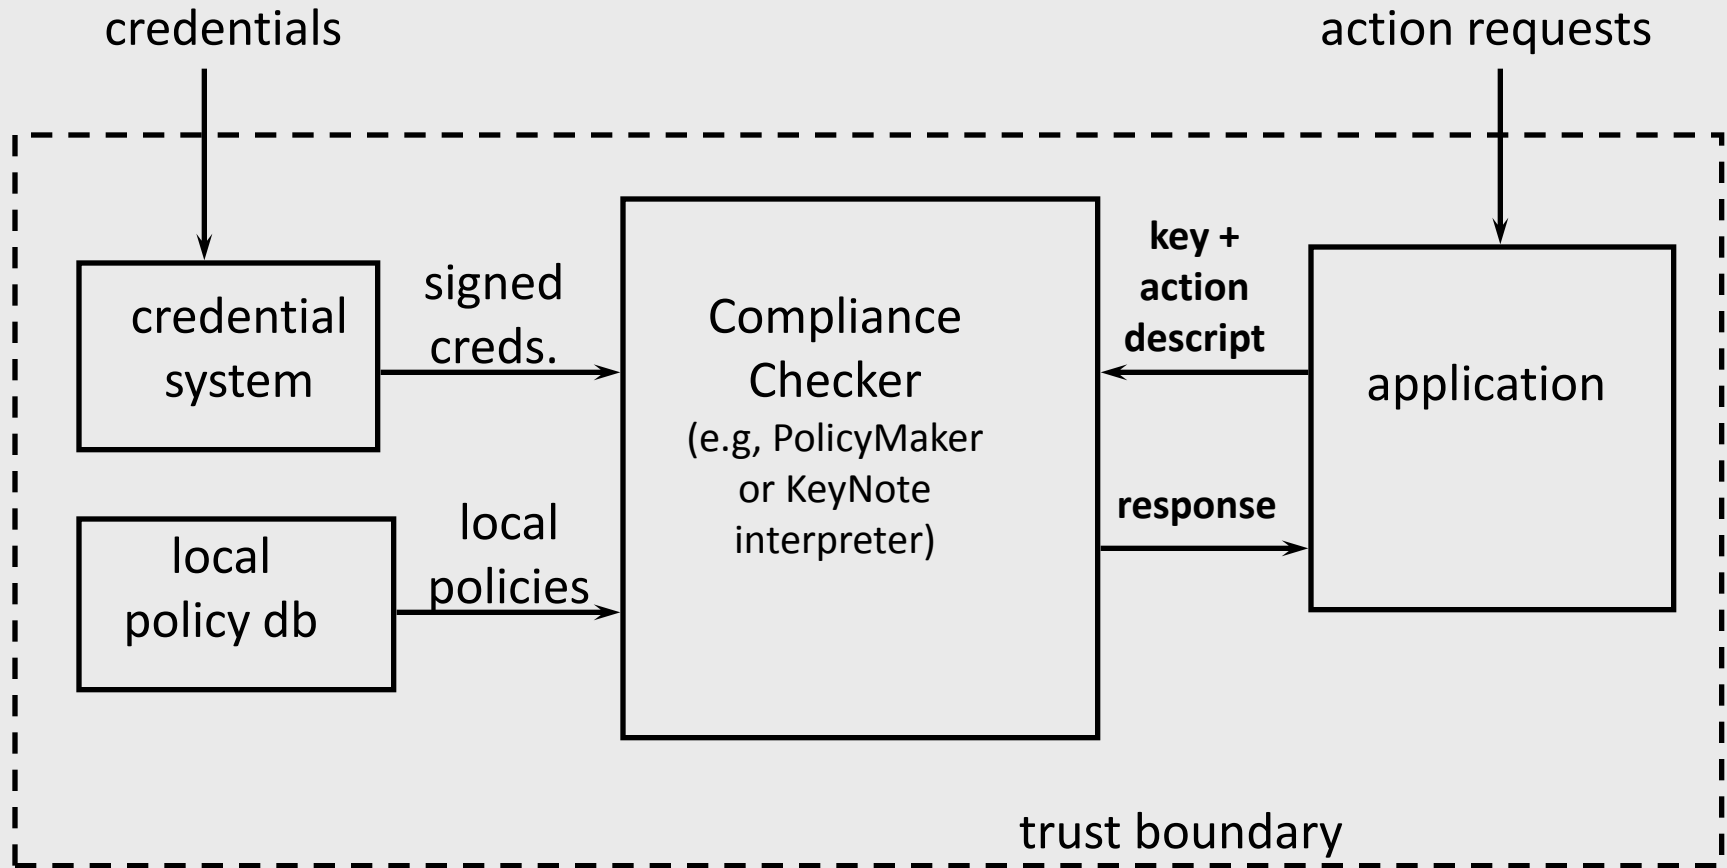 credentials
action requests
credential
system
signed
creds.
local
policy db
local
policies
Compliance
Checker
(e.g, PolicyMaker
or KeyNote
interpreter)
key +
action
descript
response
application
trust boundary